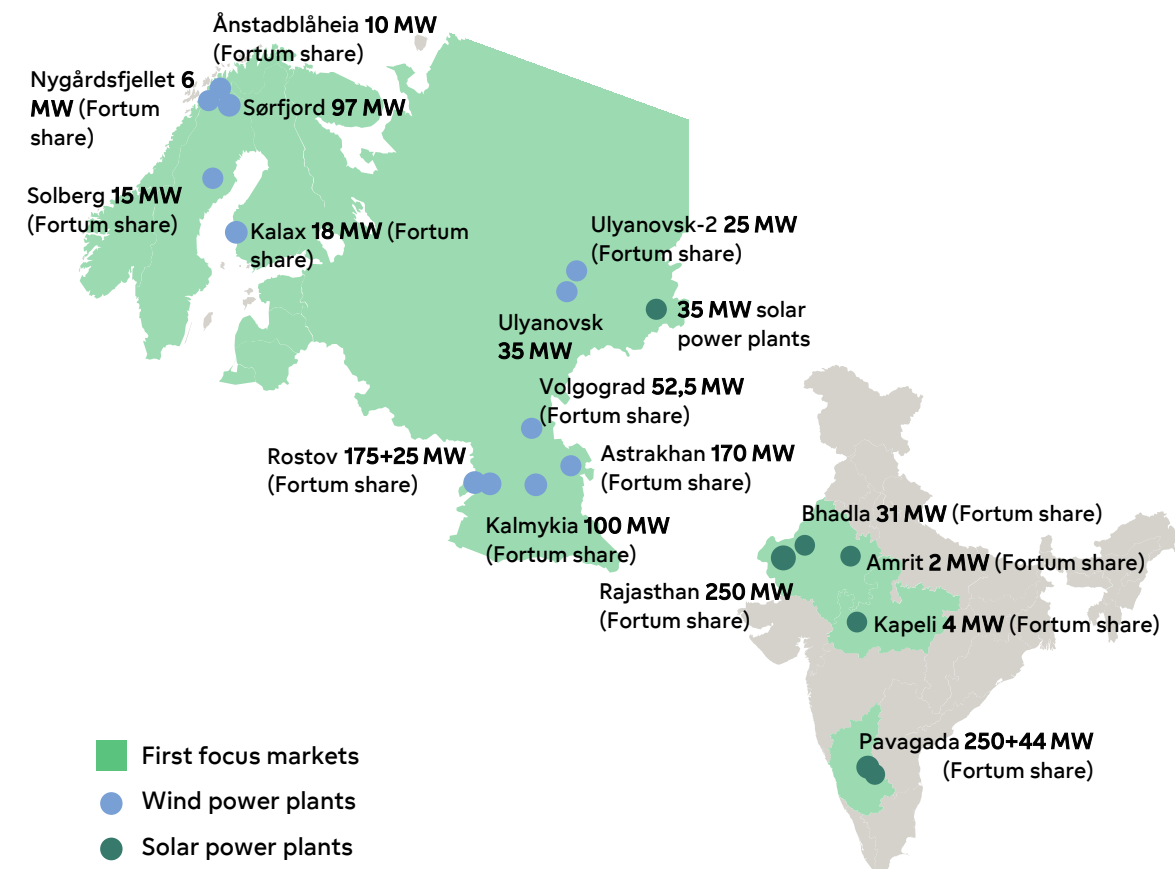 Ånstadblåheia 10 MW
(Fortum share)
Nygårdsfjellet 6
MW (Fortum
share)
Sørfjord 97 MW
Solberg 15 MW
(Fortum share)
Kalax 18 MW (Fortum
share)
Ulyanovsk-2 25 MW
(Fortum share)
Ulyanovsk
35 MW
35 MW solar
power plants
Volgograd 52,5 MW
(Fortum share)
Rostov 175+25 MW
(Fortum share)
Astrakhan 170 MW
(Fortum share)
Kalmykia 100 MW
(Fortum share)
Bhadla 31 MW (Fortum share)
Amrit 2 MW (Fortum share)
Rajasthan 250 MW
(Fortum share)
Kapeli 4 MW (Fortum share)
Pavagada 250+44 MW
(Fortum share)
First focus markets
Wind power plants
Solar power plants